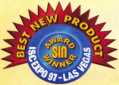 BEST NEW PRODUCT
AWARD
SIN
WINNER
ISC EXPO 97 - LAS VEGAS